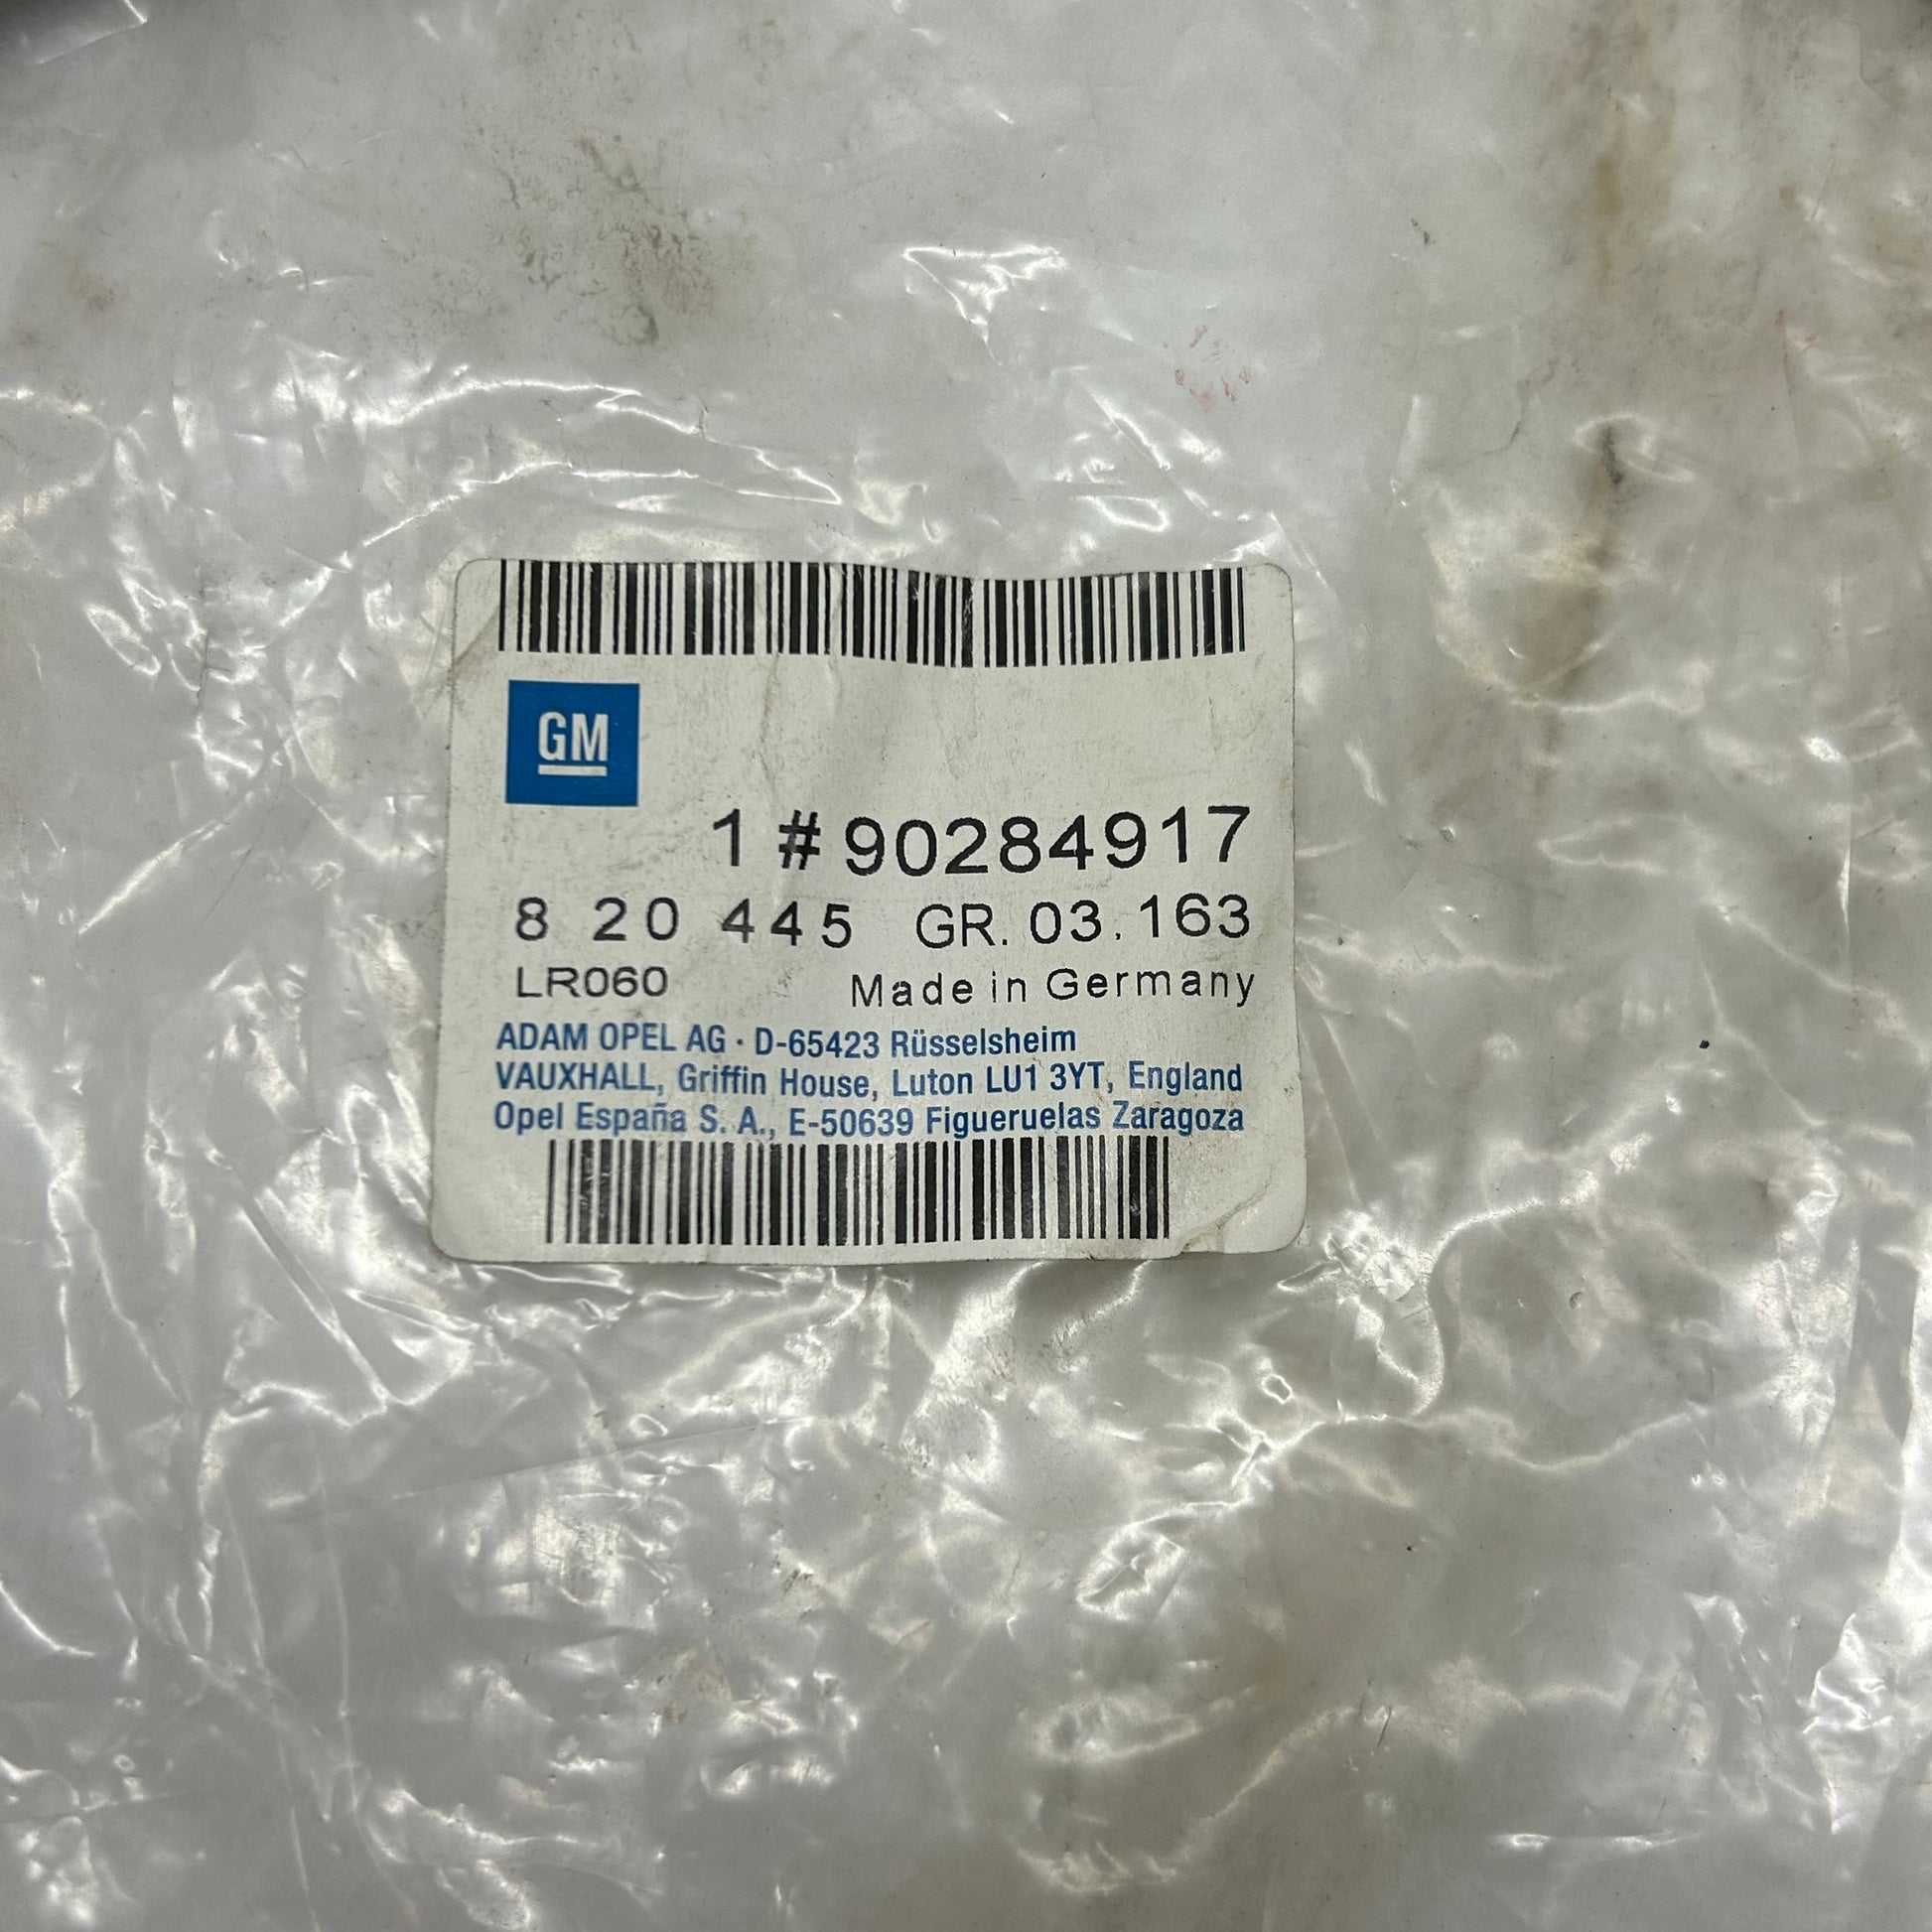 GM
1 # 90284917
8 20 445 GR. 03.163
LR060 Made in Germany
ADAM OPEL AG · D-65423 Rüsselsheim
VAUXHALL, Griffin House, Luton LU1 3YT, England
Opel España S. A., E-50639 Figueruelas Zaragoza